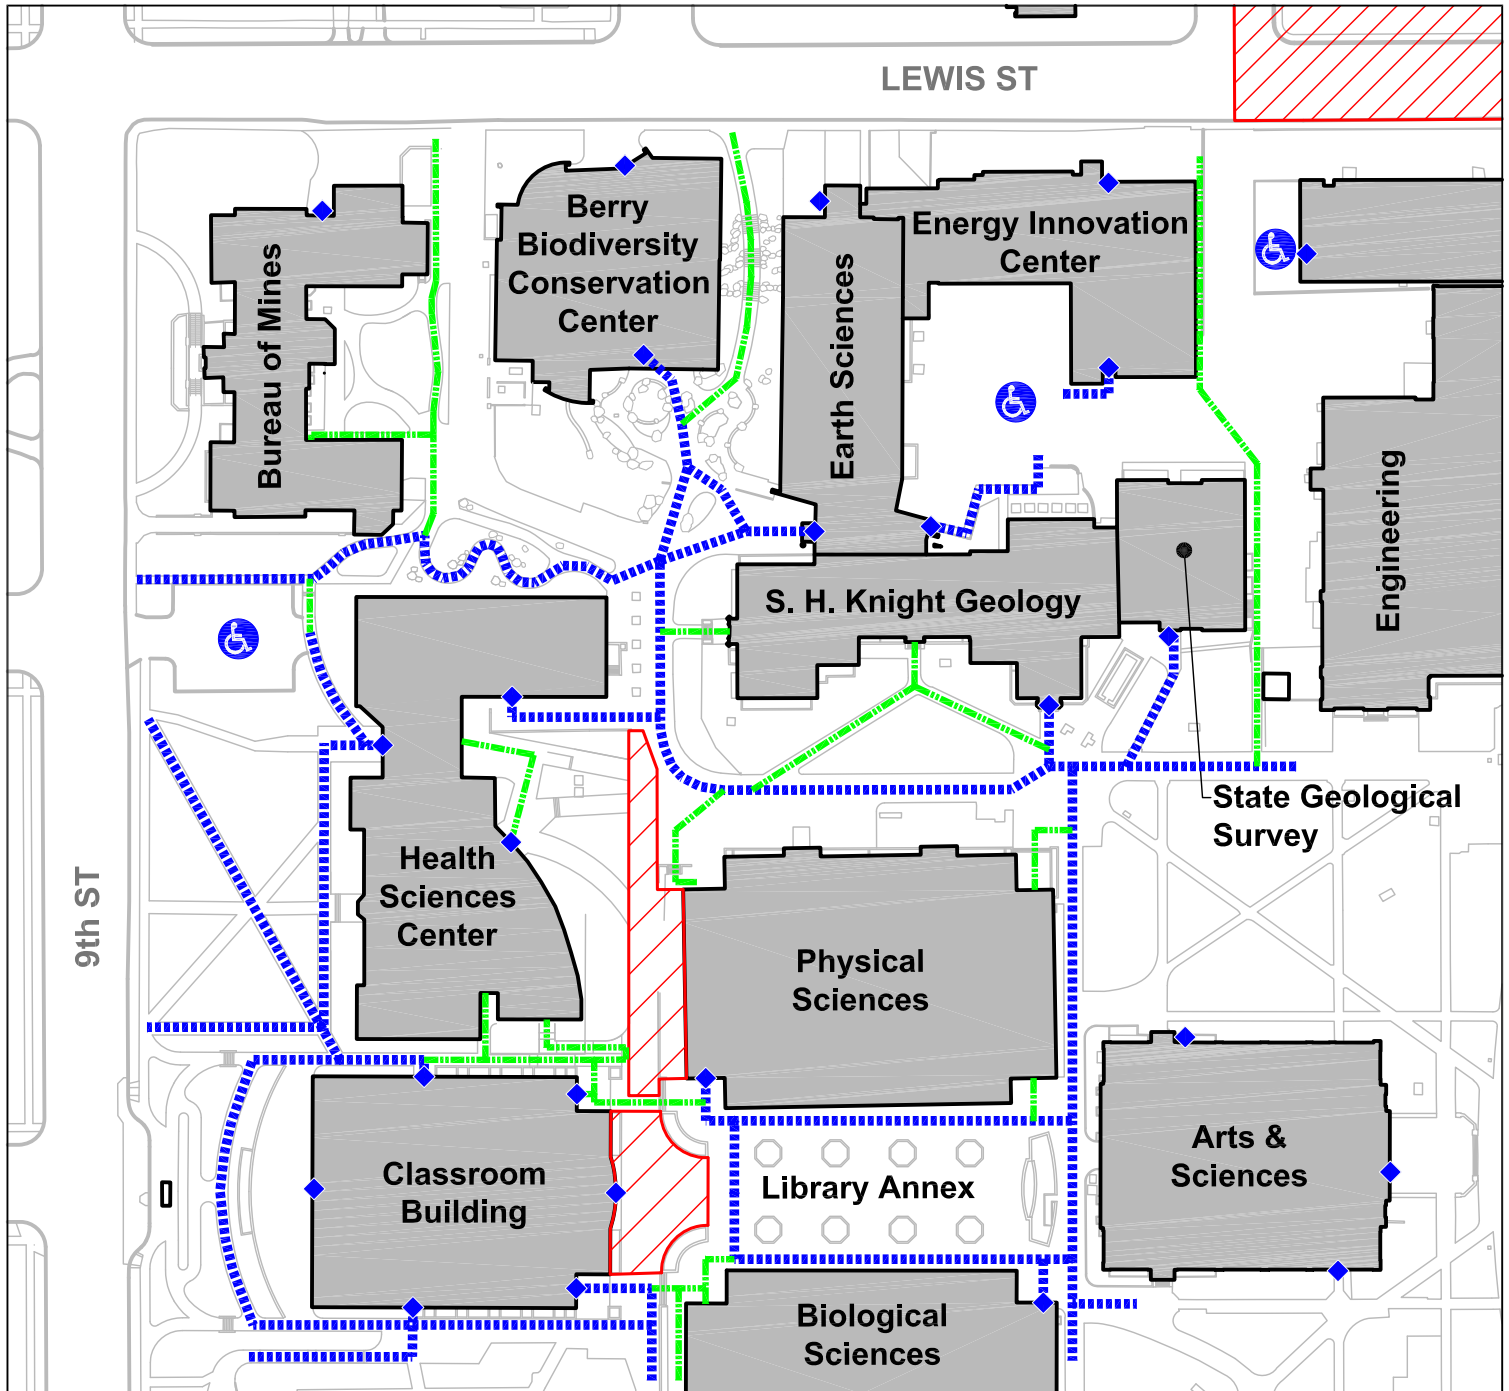 LEWIS ST
Berry
Biodiversity
Conservation
Center
Energy Innovation
Center
Bureau of Mines
Earth Sciences
Engineering
S. H. Knight Geology
State Geological
Survey
Health
Sciences
Center
9th ST
Physical
Sciences
Arts &
Sciences
Classroom
Building
Library Annex
Biological
Sciences